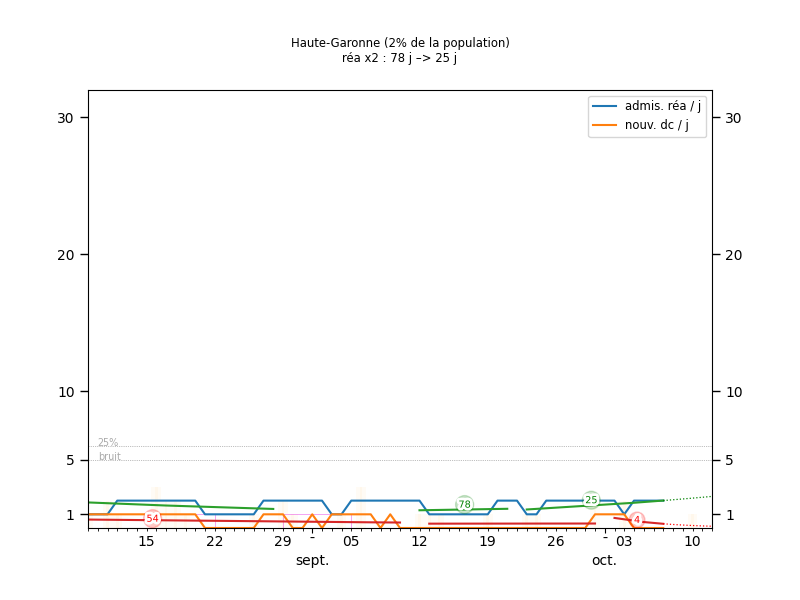 Haute-Garonne (2% de la population)
réa x2 : 78 j –> 25 j
admis. réa / j
nouv. dc / j
30 30
20 20
10 10
25%
5 bruit 5
78 25
1 54 4 1
15 22 29 - 05 12 19 26 - 03 10
sept. oct.